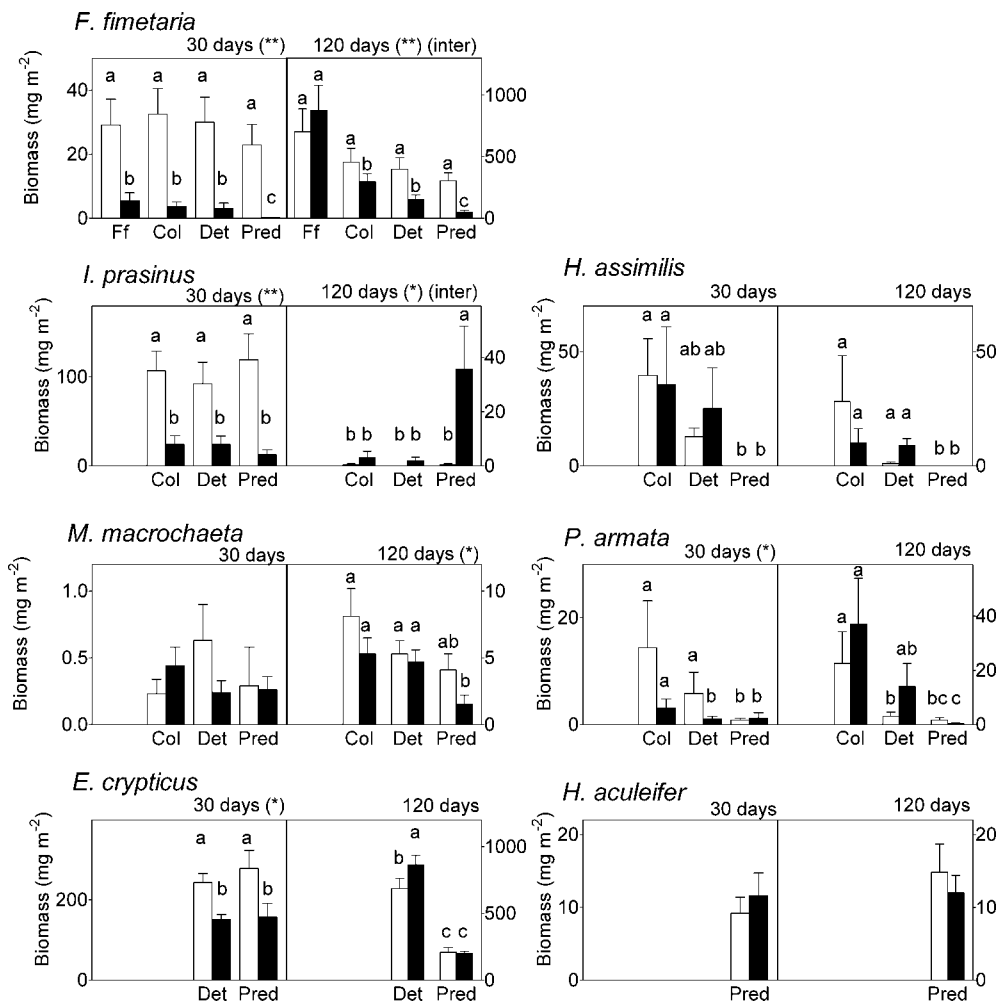 F. fimetaria
30 days (**)
120 days (**) (inter)
Biomass (mg m⁻²)
40
20
0
a a a a
b b b c
a a a a
b b c
1000
500
0
Ff Col Det Pred
Ff Col Det Pred
I. prasinus
30 days (**)
120 days (*) (inter)
Biomass (mg m⁻²)
100
0
a a a
b b b
a
b b b b b
40
20
0
Col Det Pred
Col Det Pred
H. assimilis
30 days
120 days
Biomass (mg m⁻²)
50
0
a a ab ab b b
a a a a b b
50
0
Col Det Pred
Col Det Pred
M. macrochaeta
30 days
120 days (*)
Biomass (mg m⁻²)
1.0
0.5
0.0
a a a a ab b
10
5
0
Col Det Pred
Col Det Pred
P. armata
30 days (*)
120 days
Biomass (mg m⁻²)
20
0
a a a b b b
a a b ab bc c
40
20
0
Col Det Pred
Col Det Pred
E. crypticus
30 days (*)
120 days
Biomass (mg m⁻²)
200
0
a b a b
b a c c
1000
500
0
Det Pred
Det Pred
H. aculeifer
30 days
120 days
Biomass (mg m⁻²)
20
10
0
20
10
0
Pred
Pred